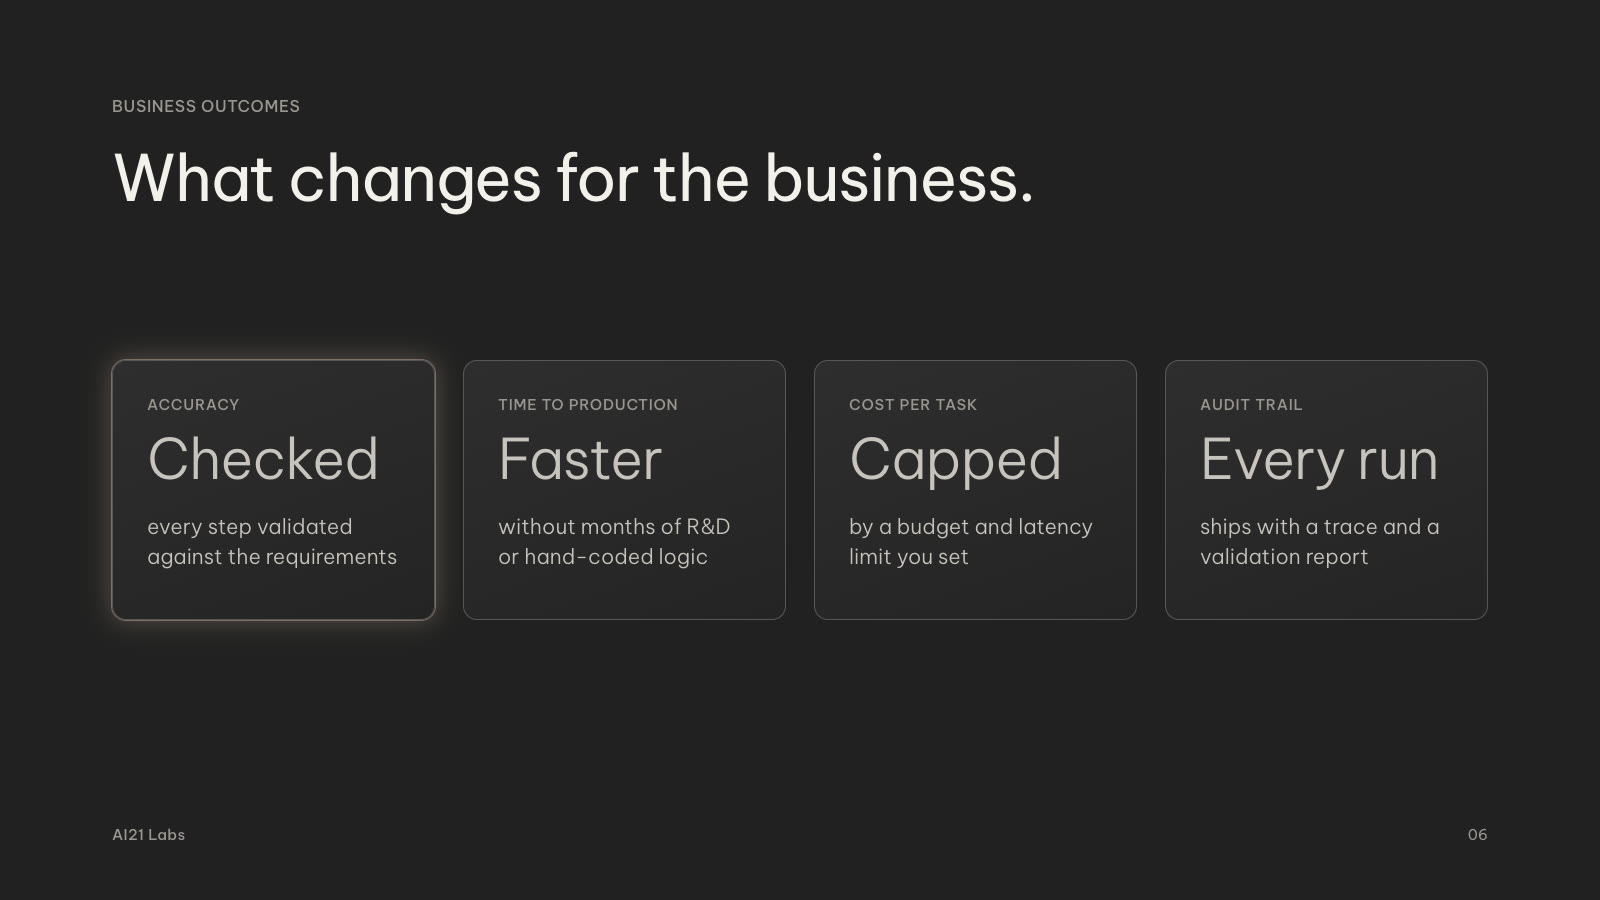 BUSINESS OUTCOMES
What changes for the business.
ACCURACY
Checked
every step validated
against the requirements
TIME TO PRODUCTION
Faster
without months of R&D
or hand-coded logic
COST PER TASK
Capped
by a budget and latency
limit you set
AUDIT TRAIL
Every run
ships with a trace and a
validation report
AI21 Labs
06